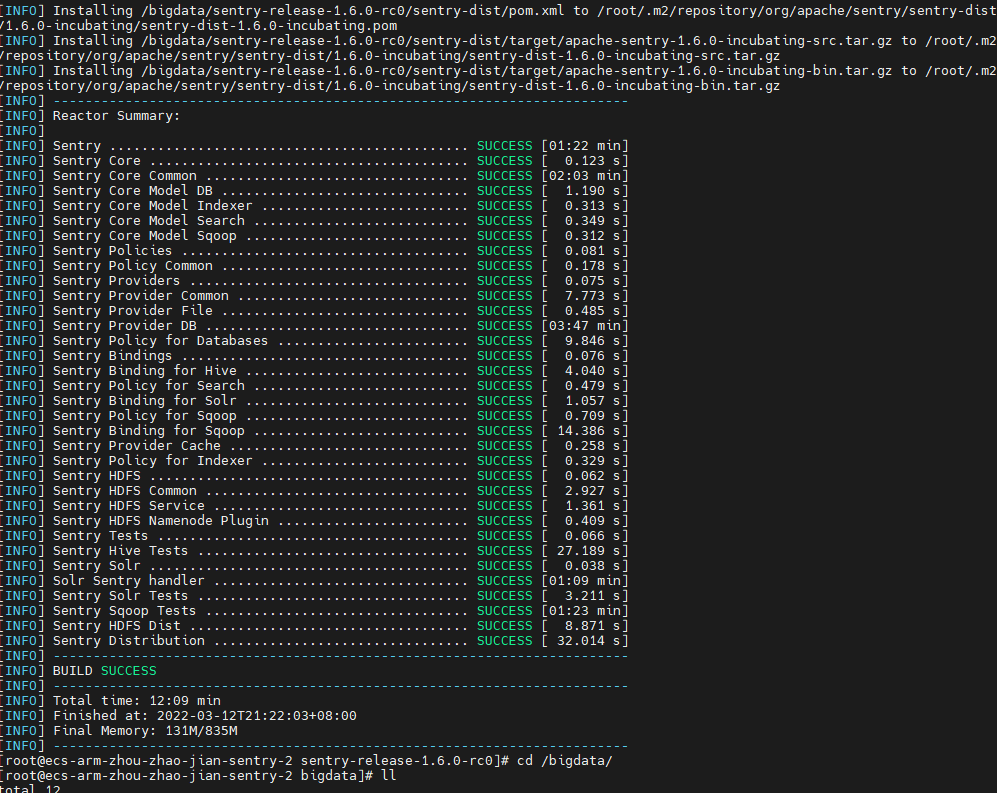 [INFO] Installing /bigdata/sentry-release-1.6.0-rc0/sentry-dist/pom.xml to /root/.m2/repository/org/apache/sentry/sentry-dist
/1.6.0-incubating/sentry-dist-1.6.0-incubating.pom
[INFO] Installing /bigdata/sentry-release-1.6.0-rc0/sentry-dist/target/apache-sentry-1.6.0-incubating-src.tar.gz to /root/.m2
/repository/org/apache/sentry/sentry-dist/1.6.0-incubating/sentry-dist-1.6.0-incubating-src.tar.gz
[INFO] Installing /bigdata/sentry-release-1.6.0-rc0/sentry-dist/target/apache-sentry-1.6.0-incubating-bin.tar.gz to /root/.m2
/repository/org/apache/sentry/sentry-dist/1.6.0-incubating/sentry-dist-1.6.0-incubating-bin.tar.gz
[INFO] ------------------------------------------------------------------------
[INFO] Reactor Summary:
[INFO]
[INFO] Sentry ............................................. SUCCESS [01:22 min]
[INFO] Sentry Core ........................................ SUCCESS [  0.123 s]
[INFO] Sentry Core Common ................................. SUCCESS [02:03 min]
[INFO] Sentry Core Model DB ............................... SUCCESS [  1.190 s]
[INFO] Sentry Core Model Indexer .......................... SUCCESS [  0.313 s]
[INFO] Sentry Core Model Search ........................... SUCCESS [  0.349 s]
[INFO] Sentry Core Model Sqoop ............................ SUCCESS [  0.312 s]
[INFO] Sentry Policies .................................... SUCCESS [  0.081 s]
[INFO] Sentry Policy Common ............................... SUCCESS [  0.178 s]
[INFO] Sentry Providers ................................... SUCCESS [  0.075 s]
[INFO] Sentry Provider Common ............................. SUCCESS [  7.773 s]
[INFO] Sentry Provider File ............................... SUCCESS [  0.485 s]
[INFO] Sentry Provider DB ................................. SUCCESS [03:47 min]
[INFO] Sentry Policy for Databases ........................ SUCCESS [  9.846 s]
[INFO] Sentry Bindings .................................... SUCCESS [  0.076 s]
[INFO] Sentry Binding for Hive ............................ SUCCESS [  4.040 s]
[INFO] Sentry Policy for Search ........................... SUCCESS [  0.479 s]
[INFO] Sentry Binding for Solr ............................ SUCCESS [  1.057 s]
[INFO] Sentry Policy for Sqoop ............................ SUCCESS [  0.709 s]
[INFO] Sentry Binding for Sqoop ........................... SUCCESS [ 14.386 s]
[INFO] Sentry Provider Cache .............................. SUCCESS [  0.258 s]
[INFO] Sentry Policy for Indexer .......................... SUCCESS [  0.329 s]
[INFO] Sentry HDFS ........................................ SUCCESS [  0.062 s]
[INFO] Sentry HDFS Common ................................. SUCCESS [  2.927 s]
[INFO] Sentry HDFS Service ................................ SUCCESS [  1.361 s]
[INFO] Sentry HDFS Namenode Plugin ........................ SUCCESS [  0.409 s]
[INFO] Sentry Tests ....................................... SUCCESS [  0.066 s]
[INFO] Sentry Hive Tests .................................. SUCCESS [ 27.189 s]
[INFO] Sentry Solr ........................................ SUCCESS [  0.038 s]
[INFO] Solr Sentry handler ................................ SUCCESS [01:09 min]
[INFO] Sentry Solr Tests .................................. SUCCESS [  3.211 s]
[INFO] Sentry Sqoop Tests ................................. SUCCESS [01:23 min]
[INFO] Sentry HDFS Dist ................................... SUCCESS [  8.871 s]
[INFO] Sentry Distribution ................................ SUCCESS [ 32.014 s]
[INFO] ------------------------------------------------------------------------
[INFO] BUILD SUCCESS
[INFO] ------------------------------------------------------------------------
[INFO] Total time: 12:09 min
[INFO] Finished at: 2022-03-12T21:22:03+08:00
[INFO] Final Memory: 131M/835M
[INFO] ------------------------------------------------------------------------
[root@ecs-arm-zhou-zhao-jian-sentry-2 sentry-release-1.6.0-rc0]# cd /bigdata/
[root@ecs-arm-zhou-zhao-jian-sentry-2 bigdata]# ll
total 12